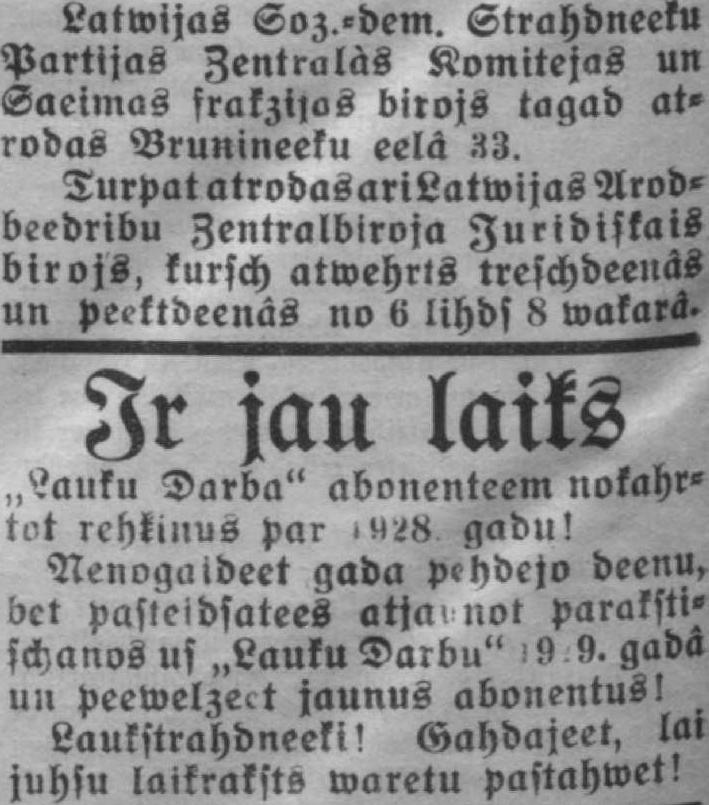 Latwijas Soz.=dem. Strahdneeku
Partijas Zentralàs Komitejas un
Saeimas frakzijas birojs tagad at=
rodas Bruņineeku eelâ 33.
Turpat atrodas ari Latwijas Arod=
beedribu Zentralbiroja Juridiſkais
birojs, kurſch atwehrts treſchdeenâs
un peektdeenâs no 6 lihdſ 8 wakarâ.
Ir jau laiks
„Lauku Darba“ abonenteem nokahr=
tot rehķinus par 1928. gadu!
Nenogaideet gada pehdejo deenu,
bet paſteidſatees atjaunot parakſti=
ſchanos uſ „Lauku Darbu“ 1929. gadâ
un peewelzeet jaunus abonentus!
Laukſtrahdneeki! Gahdajeet, lai
juhſu laikrakſts waretu paſtahwet!